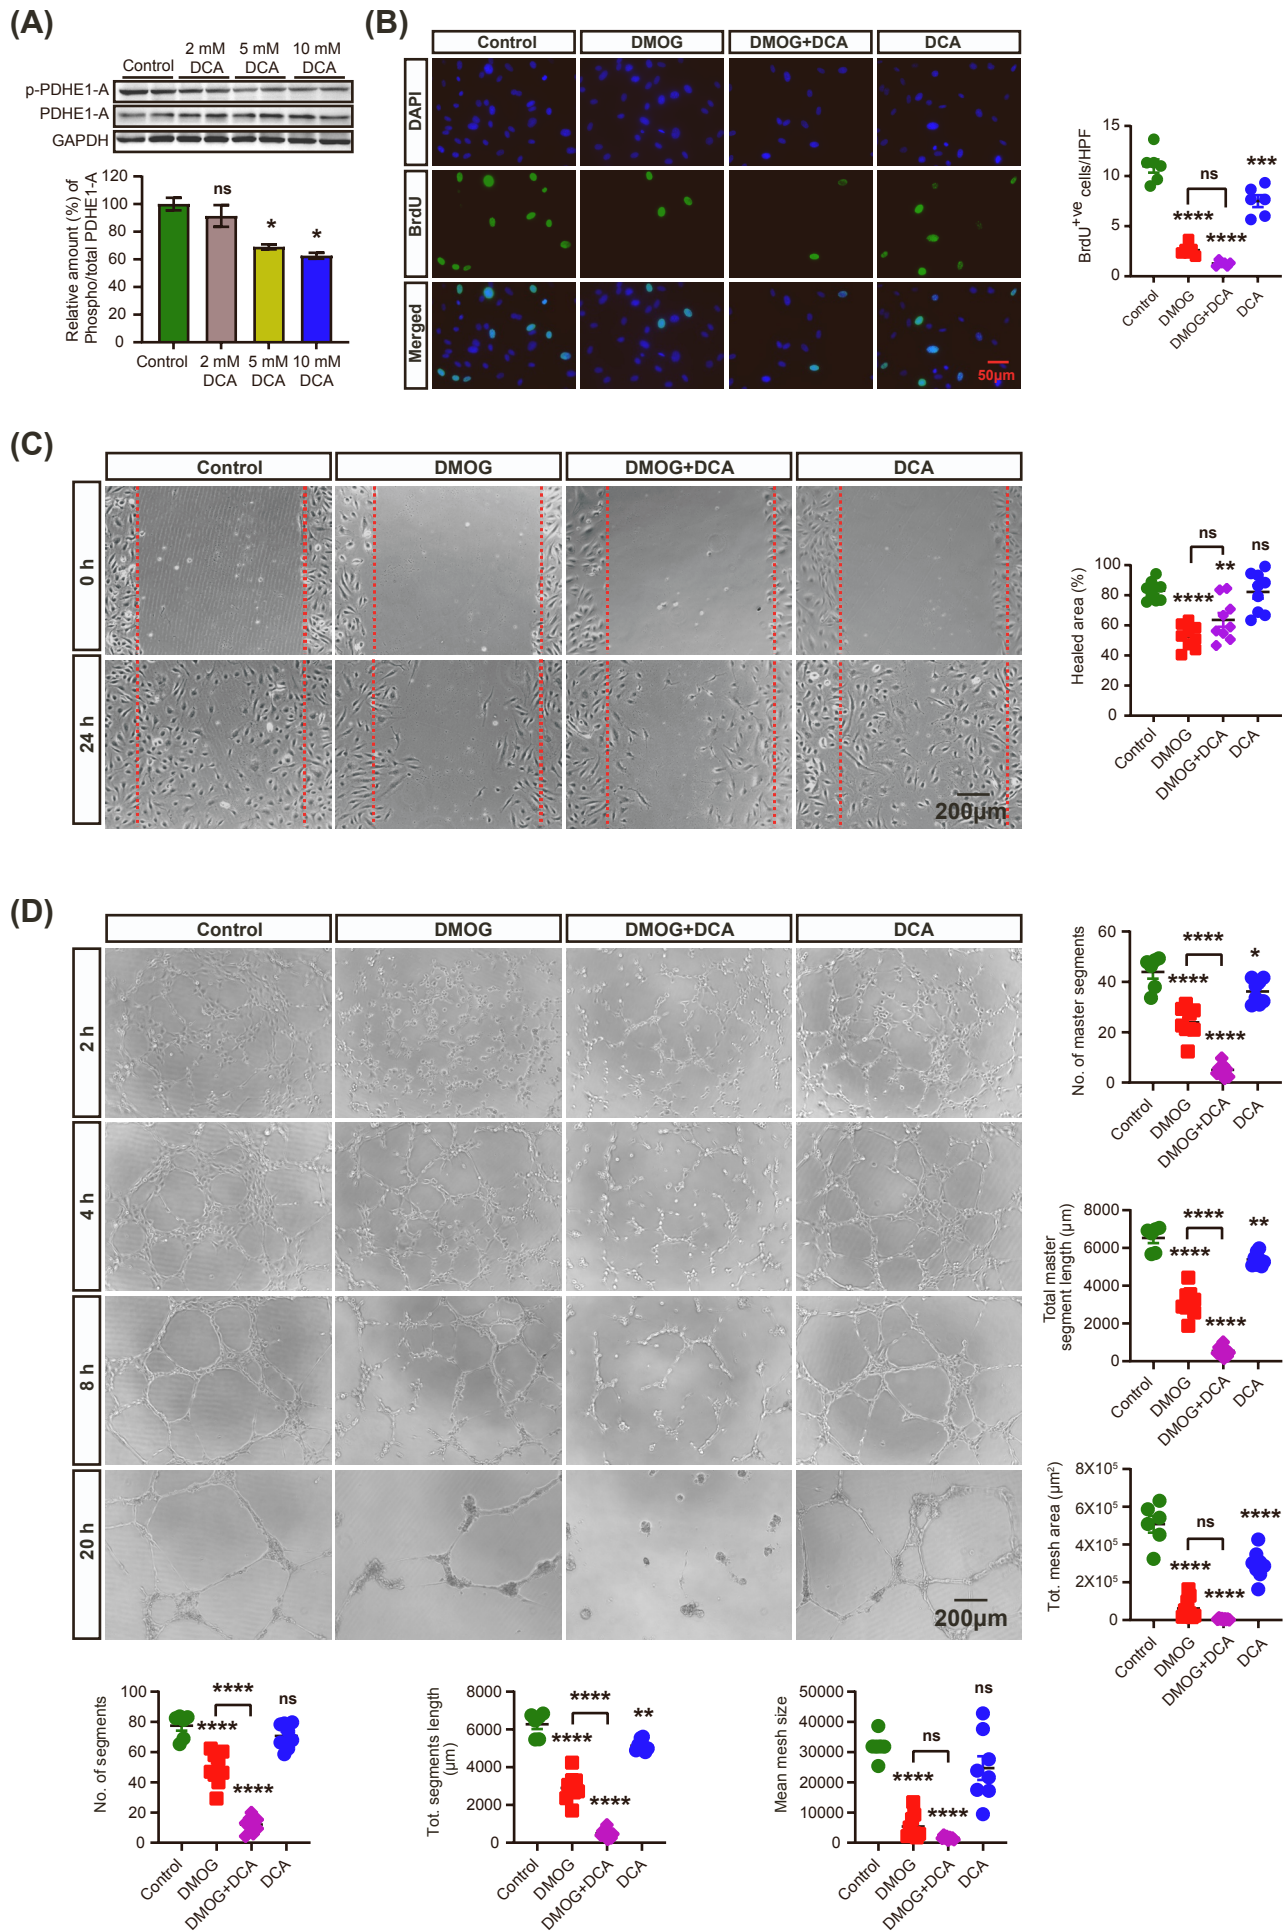 (A)
Control
2 mM
DCA
5 mM
DCA
10 mM
DCA
p-PDHE1-A
PDHE1-A
GAPDH
Relative amount (%) of
Phospho/total PDHE1-A
120
100
80
60
40
20
0
ns
*
*
Control
2 mM
DCA
5 mM
DCA
10 mM
DCA
(B)
Control
DMOG
DMOG+DCA
DCA
DAPI
BrdU
Merged
50µm
BrdU+ve cells/HPF
15
10
5
0
****
ns
****
***
Control
DMOG
DMOG+DCA
DCA
(C)
Control
DMOG
DMOG+DCA
DCA
0 h
24 h
200µm
Healed area (%)
100
80
60
40
20
0
****
ns
**
ns
Control
DMOG
DMOG+DCA
DCA
(D)
Control
DMOG
DMOG+DCA
DCA
2 h
4 h
8 h
20 h
200µm
No. of master segments
60
40
20
0
****
****
****
*
Control
DMOG
DMOG+DCA
DCA
Total master
segment length (µm)
8000
6000
4000
2000
0
****
****
****
**
Control
DMOG
DMOG+DCA
DCA
Tot. mesh area (µm²)
8X10⁵
6X10⁵
4X10⁵
2X10⁵
0
****
ns
****
****
Control
DMOG
DMOG+DCA
DCA
No. of segments
100
80
60
40
20
0
****
****
****
ns
Control
DMOG
DMOG+DCA
DCA
Tot. segments length
(µm)
8000
6000
4000
2000
0
****
****
****
**
Control
DMOG
DMOG+DCA
DCA
Mean mesh size
50000
40000
30000
20000
10000
0
****
ns
****
ns
Control
DMOG
DMOG+DCA
DCA